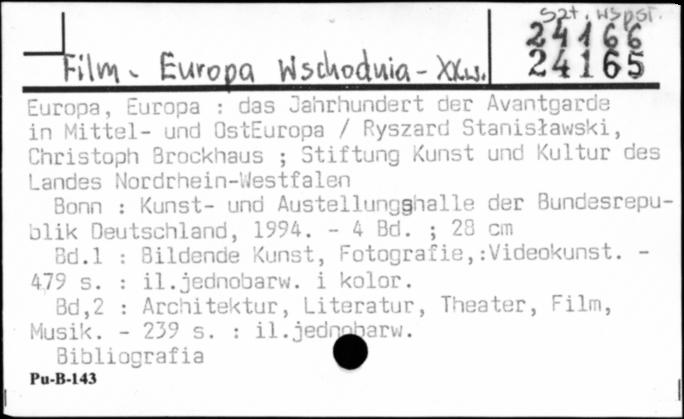 szt. wspst.
24166
Film - Europa Wschodnia - XX w. 24165
Europa, Europa : das Jahrhundert der Avantgarde
in Mittel- und OstEuropa / Ryszard Stanisławski,
Christoph Brockhaus ; Stiftung Kunst und Kultur des
Landes Nordrhein-Westfalen
Bonn : Kunst- und Austellungshalle der Bundesrepu-
blik Deutschland, 1994. - 4 Bd. ; 28 cm
Bd.1 : Bildende Kunst, Fotografie,:Videokunst. -
479 s. : il.jednobarw. i kolor.
Bd,2 : Architektur, Literatur, Theater, Film,
Musik. - 239 s. : il.jednobarw.
Bibliografia
Pu-B-143